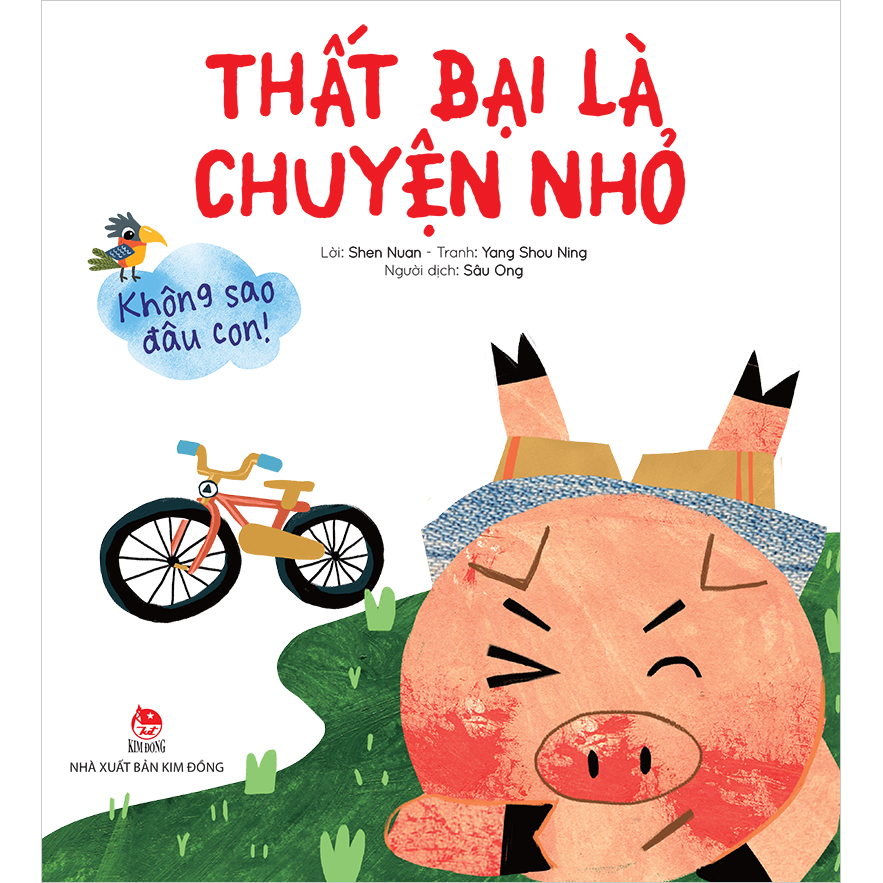 THẤT BẠI LÀ
CHUYỆN NHỎ
Lời: Shen Nuan - Tranh: Yang Shou Ning
Người dịch: Sâu Ong
Không sao
đâu con!
KIM ĐỒNG
NHÀ XUẤT BẢN KIM ĐỒNG